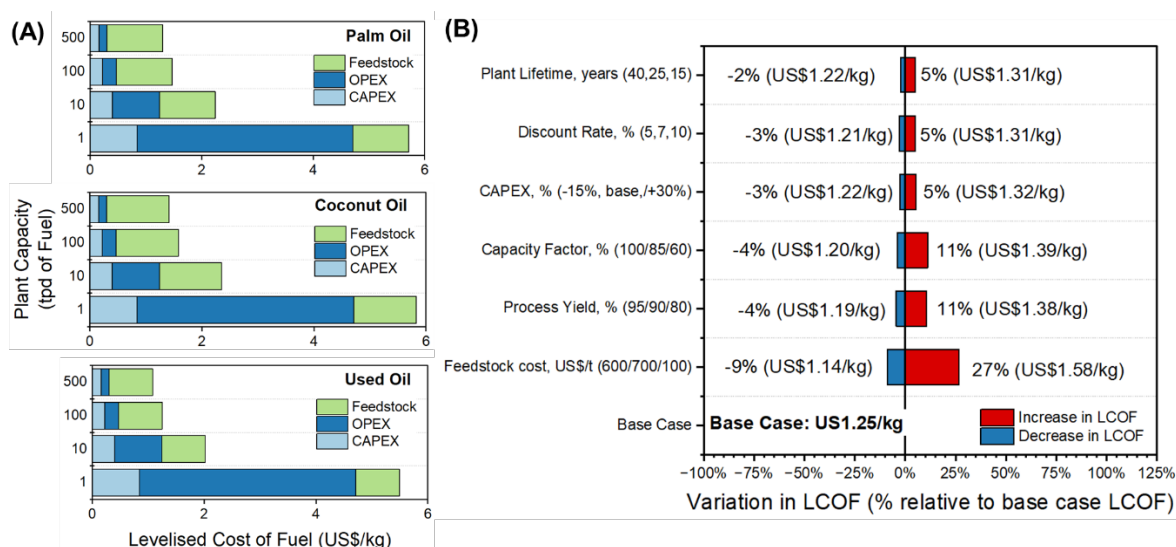 (A)
Palm Oil
500
100
10
1
Feedstock
OPEX
CAPEX
0 2 4 6
Coconut Oil
500
100
10
1
Feedstock
OPEX
CAPEX
0 2 4 6
Used Oil
500
100
10
1
Feedstock
OPEX
CAPEX
0 2 4 6
Plant Capacity
(tpd of Fuel)
Levelised Cost of Fuel (US$/kg)
(B)
Plant Lifetime, years (40,25,15) -2% (US$1.22/kg) 5% (US$1.31/kg)
Discount Rate, % (5,7,10) -3% (US$1.21/kg) 5% (US$1.31/kg)
CAPEX, % (-15%, base,/+30%) -3% (US$1.22/kg) 5% (US$1.32/kg)
Capacity Factor, % (100/85/60) -4% (US$1.20/kg) 11% (US$1.39/kg)
Process Yield, % (95/90/80) -4% (US$1.19/kg) 11% (US$1.38/kg)
Feedstock cost, US$/t (600/700/100) -9% (US$1.14/kg) 27% (US$1.58/kg)
Base Case Base Case: US1.25/kg
Increase in LCOF
Decrease in LCOF
−100% −75% −50% −25% 0% 25% 50% 75% 100% 125%
Variation in LCOF (% relative to base case LCOF)